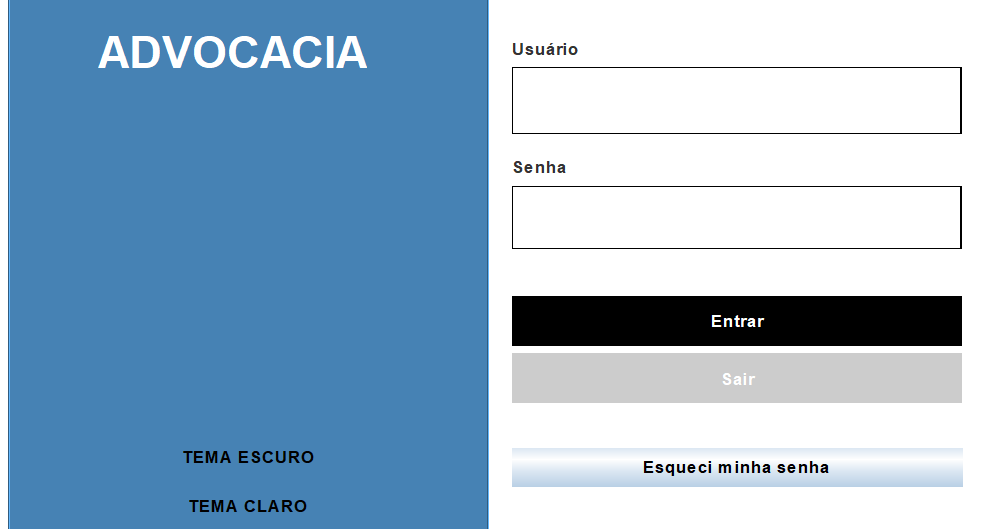 ADVOCACIA
TEMA ESCURO
TEMA CLARO
Usuário
Senha
Entrar
Sair
Esqueci minha senha